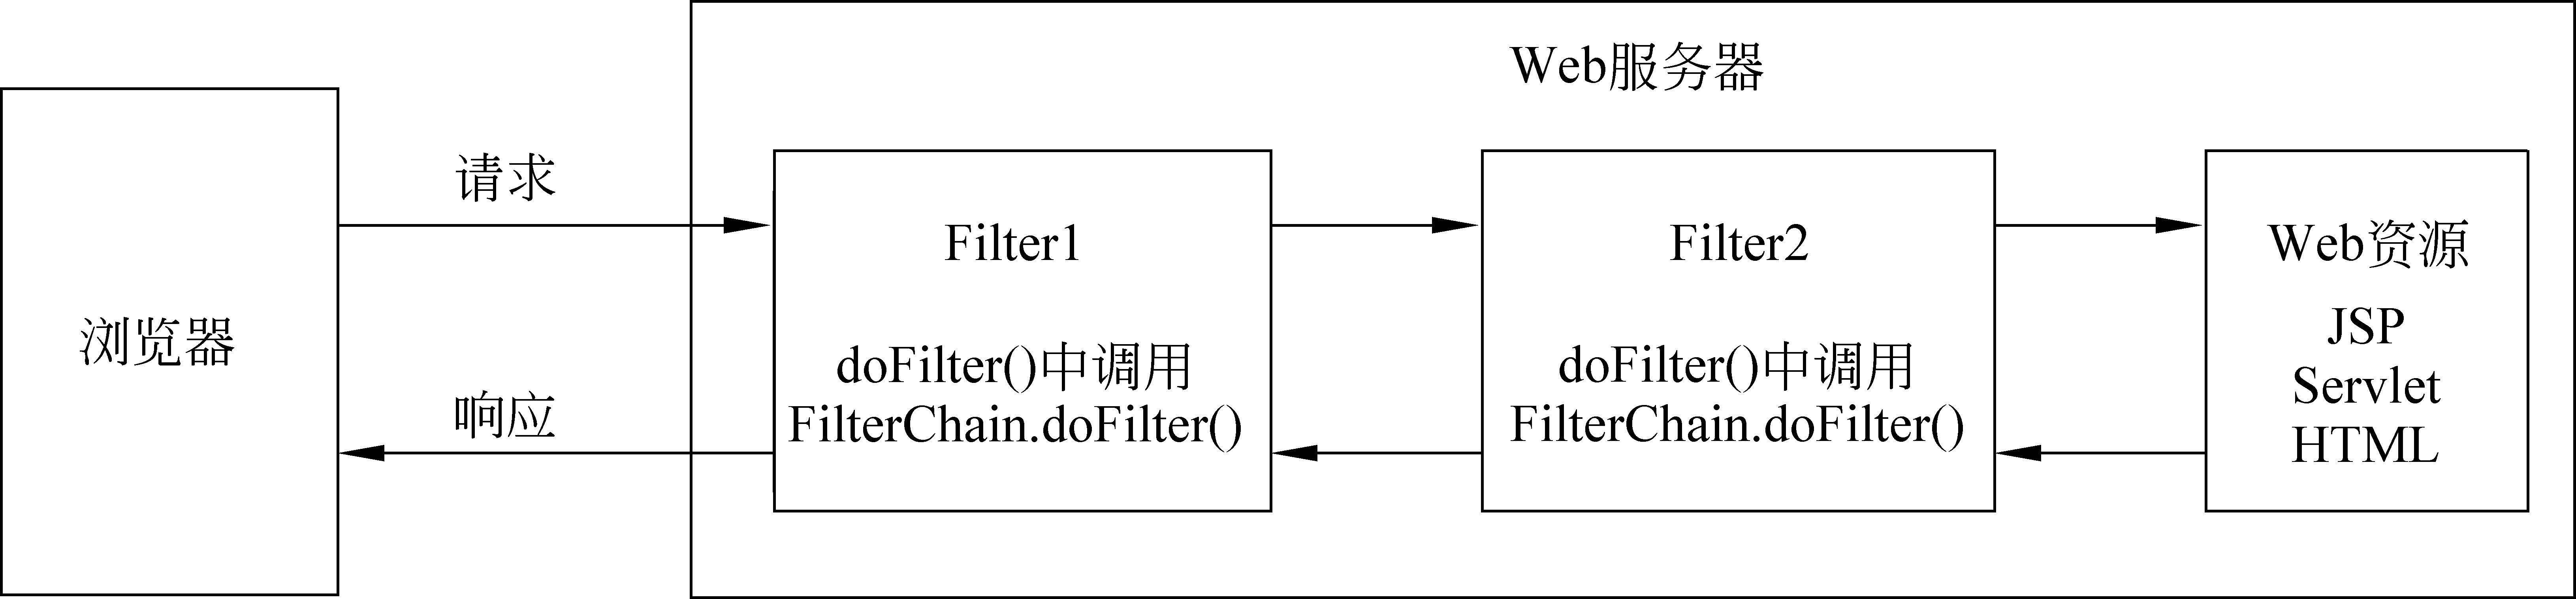 Web服务器
浏览器
请求
响应
Filter1
doFilter()中调用
FilterChain.doFilter()
Filter2
doFilter()中调用
FilterChain.doFilter()
Web资源
JSP
Servlet
HTML